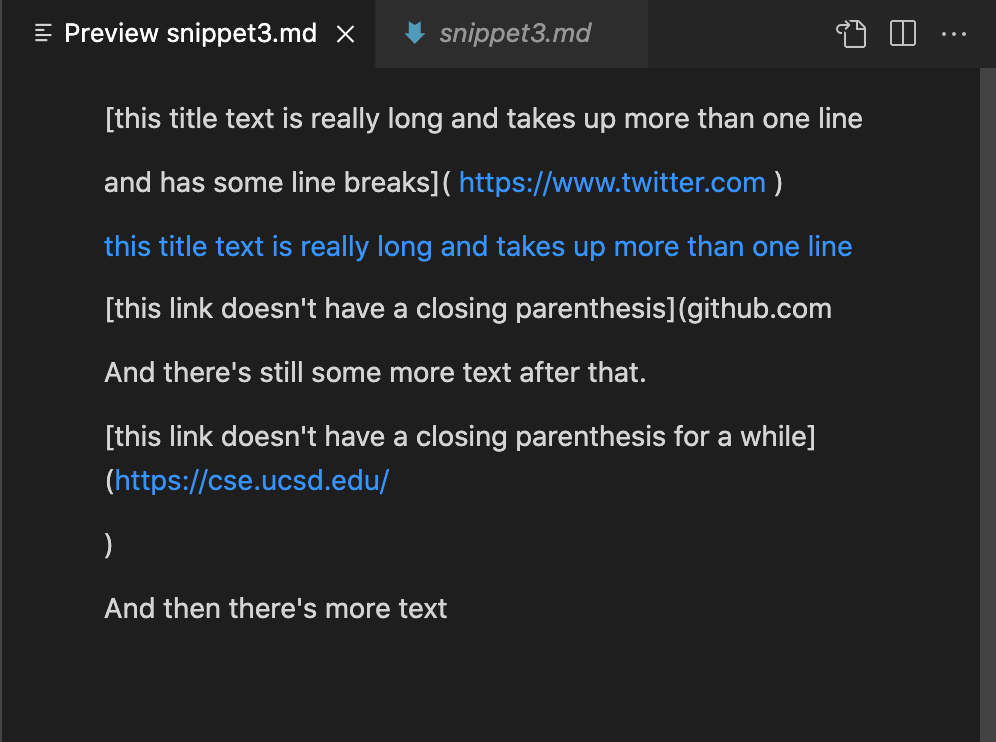 Preview snippet3.md
snippet3.md
[this title text is really long and takes up more than one line
and has some line breaks]( https://www.twitter.com )
this title text is really long and takes up more than one line
[this link doesn't have a closing parenthesis](github.com
And there's still some more text after that.
[this link doesn't have a closing parenthesis for a while]
(https://cse.ucsd.edu/
)
And then there's more text